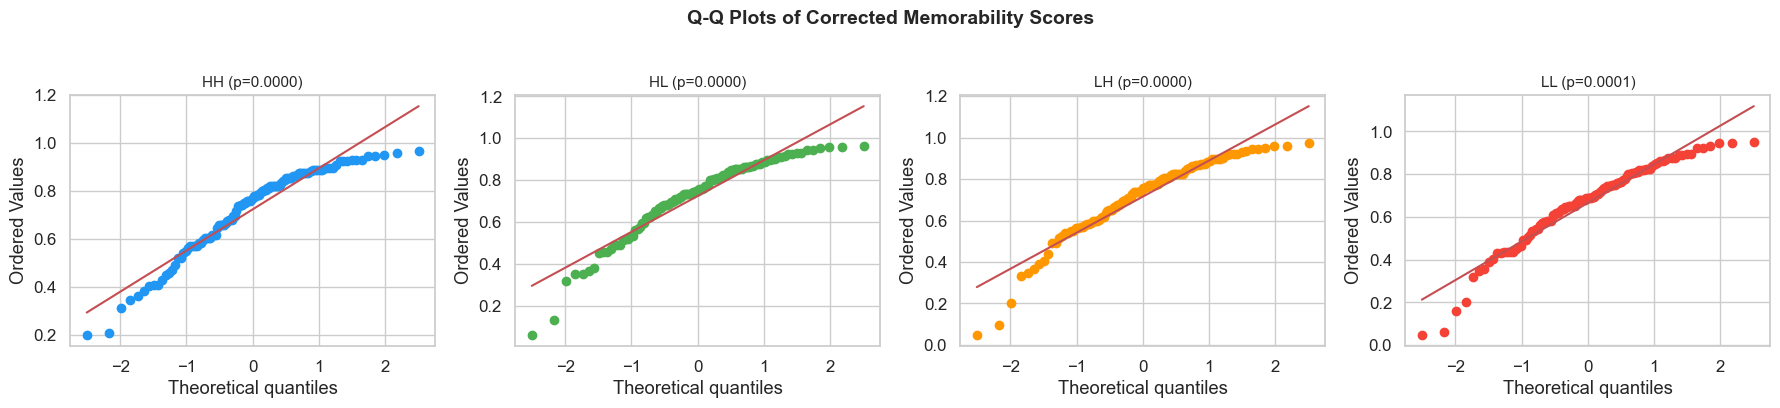 Q-Q Plots of Corrected Memorability Scores
HH (p=0.0000)
1.2
1.0
0.8
0.6
0.4
0.2
Ordered Values
−2 −1 0 1 2
Theoretical quantiles
HL (p=0.0000)
1.2
1.0
0.8
0.6
0.4
0.2
Ordered Values
−2 −1 0 1 2
Theoretical quantiles
LH (p=0.0000)
1.2
1.0
0.8
0.6
0.4
0.2
0.0
Ordered Values
−2 −1 0 1 2
Theoretical quantiles
LL (p=0.0001)
1.0
0.8
0.6
0.4
0.2
0.0
Ordered Values
−2 −1 0 1 2
Theoretical quantiles